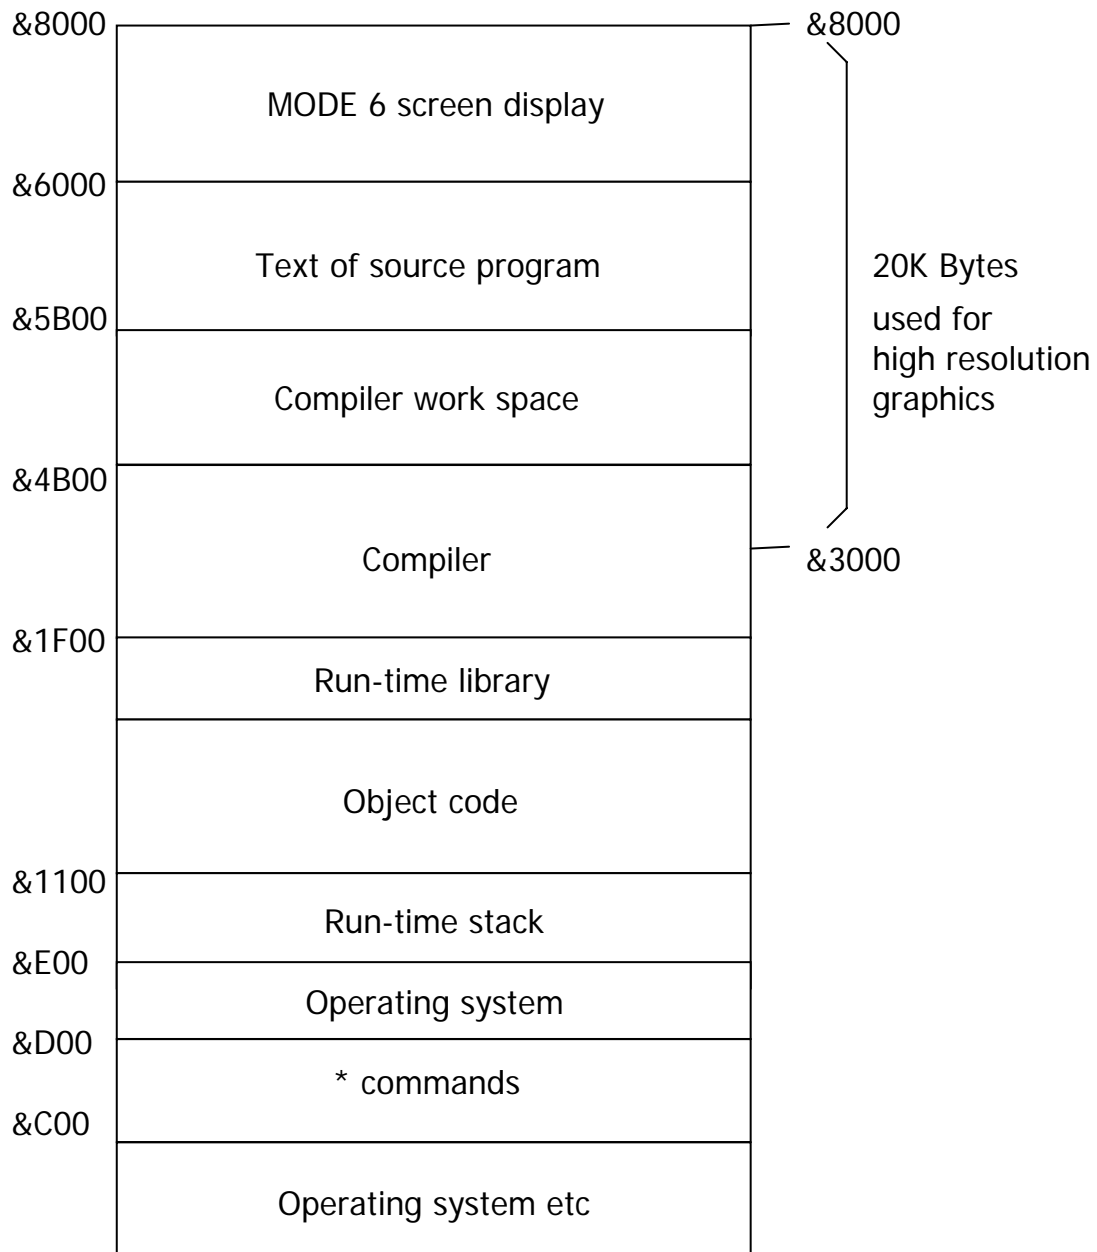 &8000
&8000
MODE 6 screen display
&6000
Text of source program
20K Bytes
used for
high resolution
graphics
&5B00
Compiler work space
&4B00
Compiler
&3000
&1F00
Run-time library
Object code
&1100
Run-time stack
&E00
Operating system
&D00
* commands
&C00
Operating system etc